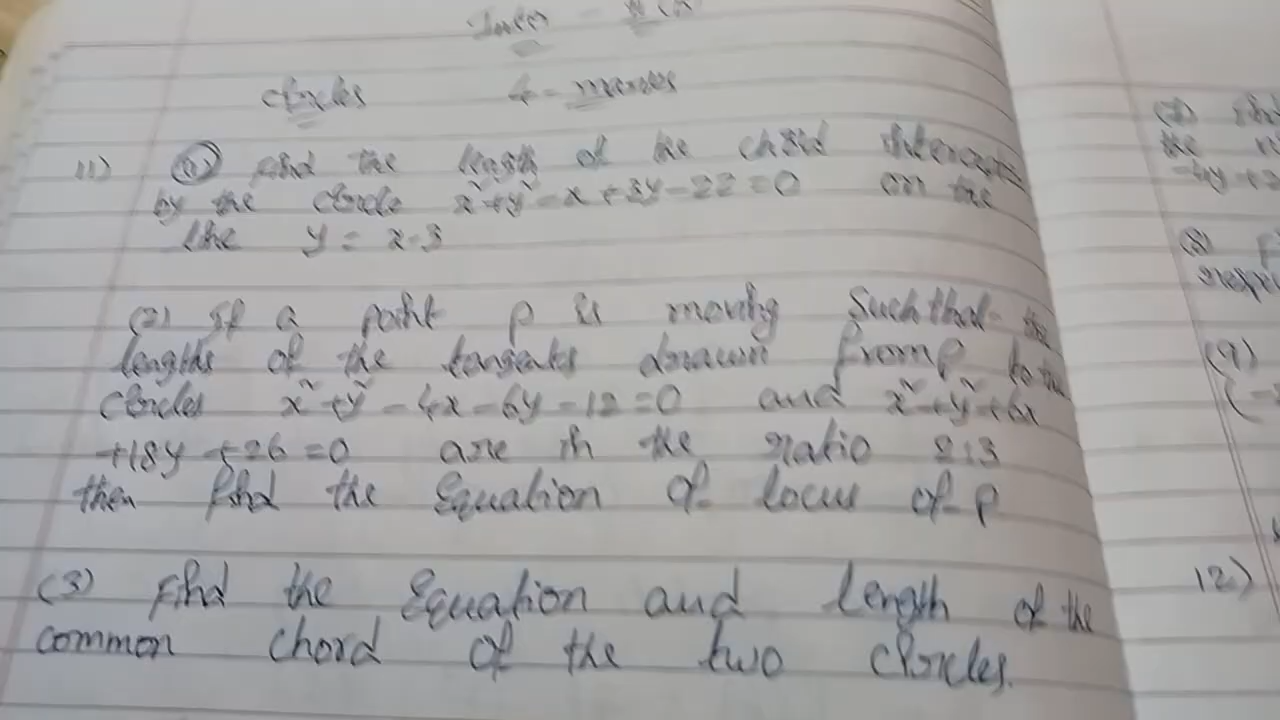 circles 4-marks
11) (1) Find the length of the chord intercepted
by the circle x²+y²-x+3y-22=0 on the
line y = x-3
(2) If a point P is moving such that the
lengths of the tangents drawn from P to the
circles x²+y²-4x-6y-12=0 and x²+y²+6x
+18y+26=0 are in the ratio 2:3
then find the Equation of locus of P
(3) Find the Equation and Length of the
common chord of the two circles.
the
(8)
(9)
12)